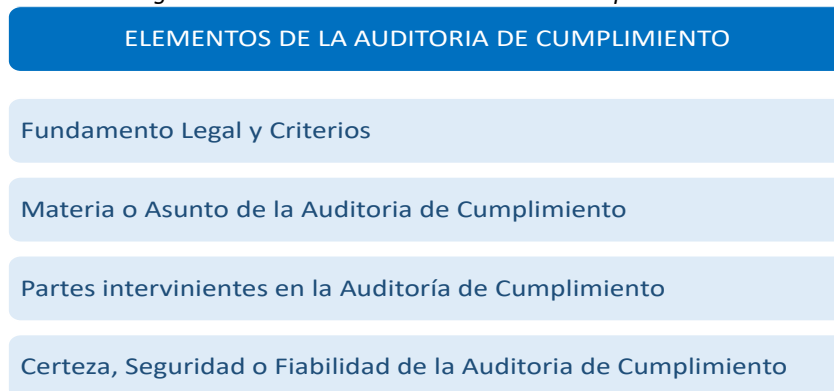 ELEMENTOS DE LA AUDITORIA DE CUMPLIMIENTO
Fundamento Legal y Criterios
Materia o Asunto de la Auditoria de Cumplimiento
Partes intervinientes en la Auditoría de Cumplimiento
Certeza, Seguridad o Fiabilidad de la Auditoria de Cumplimiento